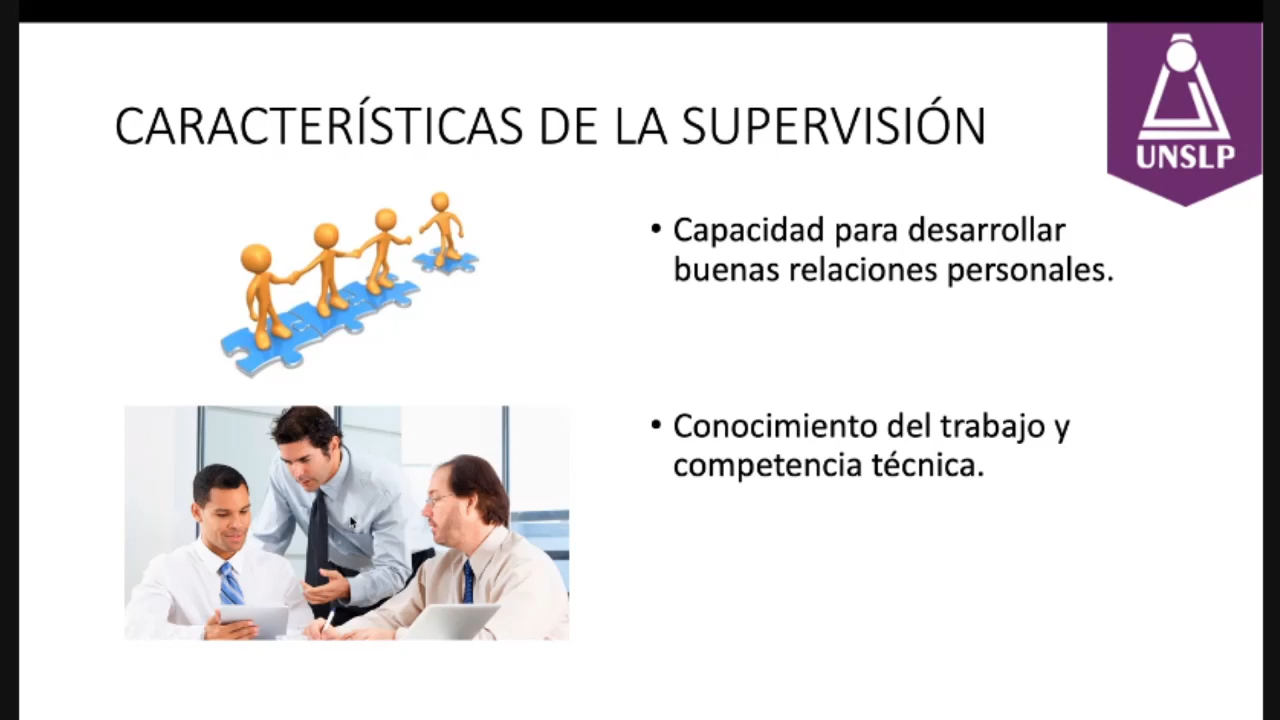 CARACTERÍSTICAS DE LA SUPERVISIÓN
UNSLP
• Capacidad para desarrollar
buenas relaciones personales.
• Conocimiento del trabajo y
competencia técnica.